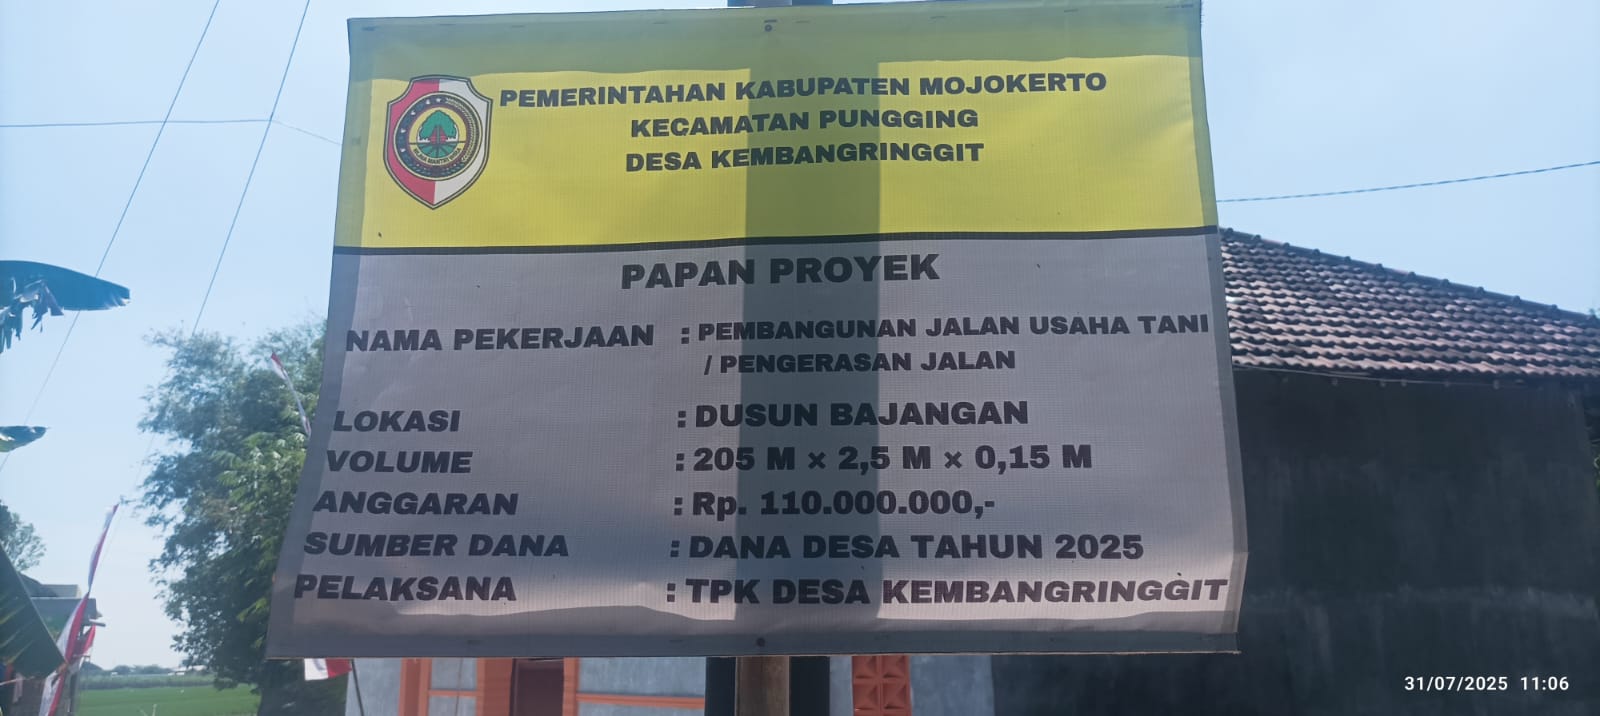 PEMERINTAHAN KABUPATEN MOJOKERTO
KECAMATAN PUNGGING
DESA KEMBANGRINGGIT
PAPAN PROYEK
NAMA PEKERJAAN : PEMBANGUNAN JALAN USAHA TANI
/ PENGERASAN JALAN
LOKASI : DUSUN BAJANGAN
VOLUME : 205 M × 2,5 M × 0,15 M
ANGGARAN : Rp. 110.000.000,-
SUMBER DANA : DANA DESA TAHUN 2025
PELAKSANA : TPK DESA KEMBANGRINGGIT
31/07/2025 11:06